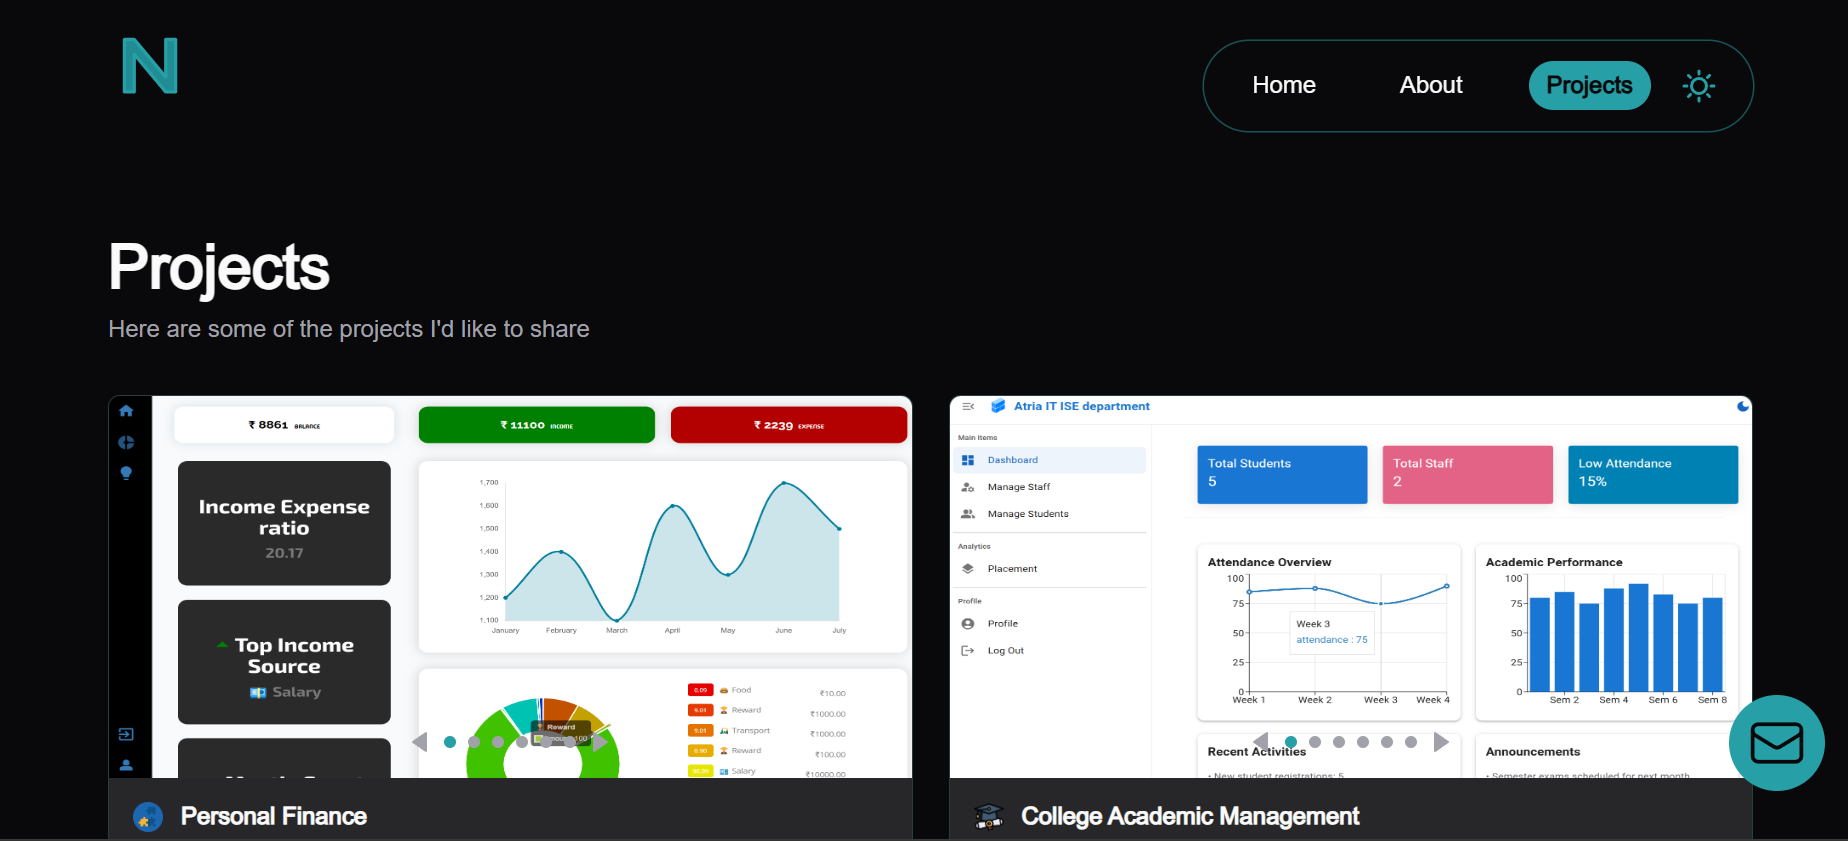 N
Home
About
Projects
Projects
Here are some of the projects I'd like to share
₹ 8861 BALANCE
₹ 11100 INCOME
₹ 2239 EXPENSE
Income Expense
ratio
20.17
Top Income
Source
Salary
1,700
1,600
1,500
1,400
1,300
1,200
1,100
January
February
March
April
May
June
July
Reward
0.09
Food
₹10.00
9.01
Reward
₹1000.00
9.01
Transport
₹1000.00
0.90
Reward
₹100.00
Salary
₹10000.00
Personal Finance
Atria IT ISE department
Main Items
Dashboard
Manage Staff
Manage Students
Analytics
Placement
Profile
Profile
Log Out
Total Students
5
Total Staff
2
Low Attendance
15%
Attendance Overview
100
75
50
25
0
Week 1
Week 2
Week 3
Week 4
Week 3
attendance : 75
Academic Performance
100
75
50
25
0
Sem 2
Sem 4
Sem 6
Sem 8
Recent Activities
• New student registrations: 5
Announcements
• Semester exams scheduled for next month
College Academic Management